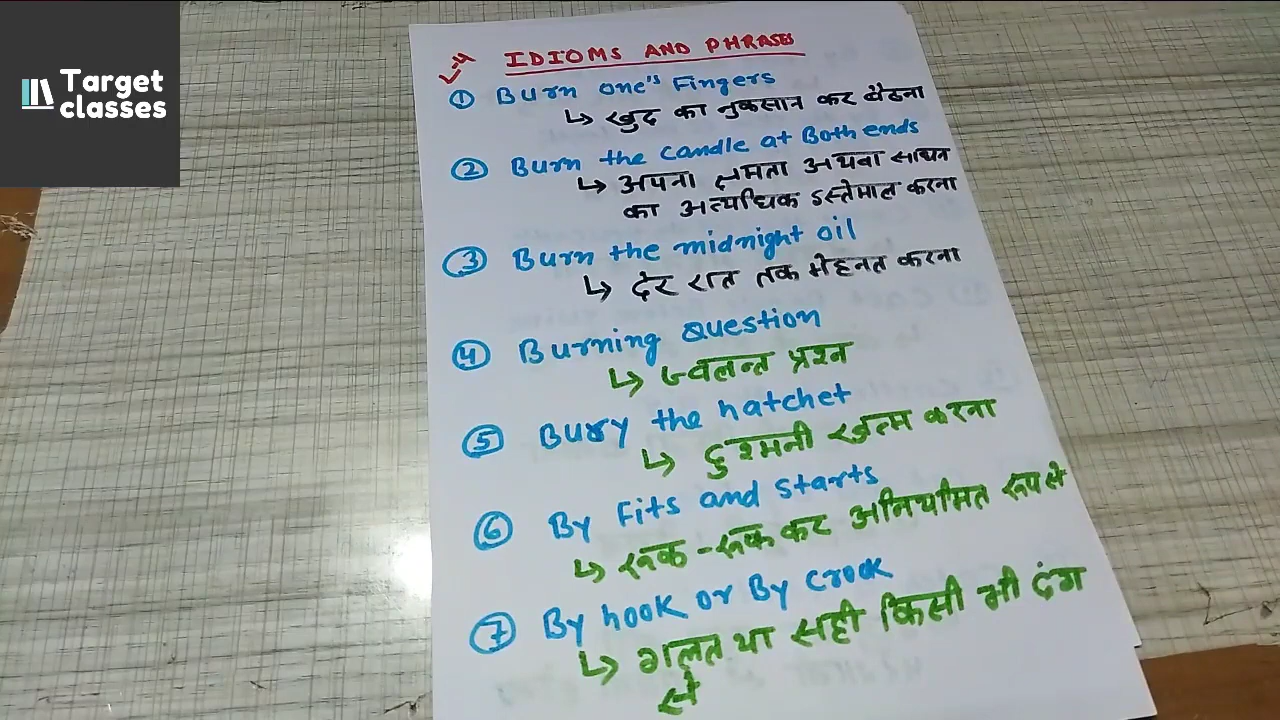 Target
classes
IDIOMS AND PHRASES
① Burn one's Fingers
↳ खुद का नुकसान कर बैठना
② Burn the candle at Both ends
↳ अपना क्षमता अथवा साधन
का अत्यधिक इस्तेमाल करना
③ Burn the midnight oil
↳ देर रात तक मेहनत करना
④ Burning Question
↳ ज्वलन्त प्रश्न
⑤ Bury the hatchet
↳ दुश्मनी खत्म करना
⑥ By Fits and starts
↳ रूक-रूक कर अनियमित रूप से
⑦ By hook or By crook
↳ गलत या सही किसी भी ढंग
से